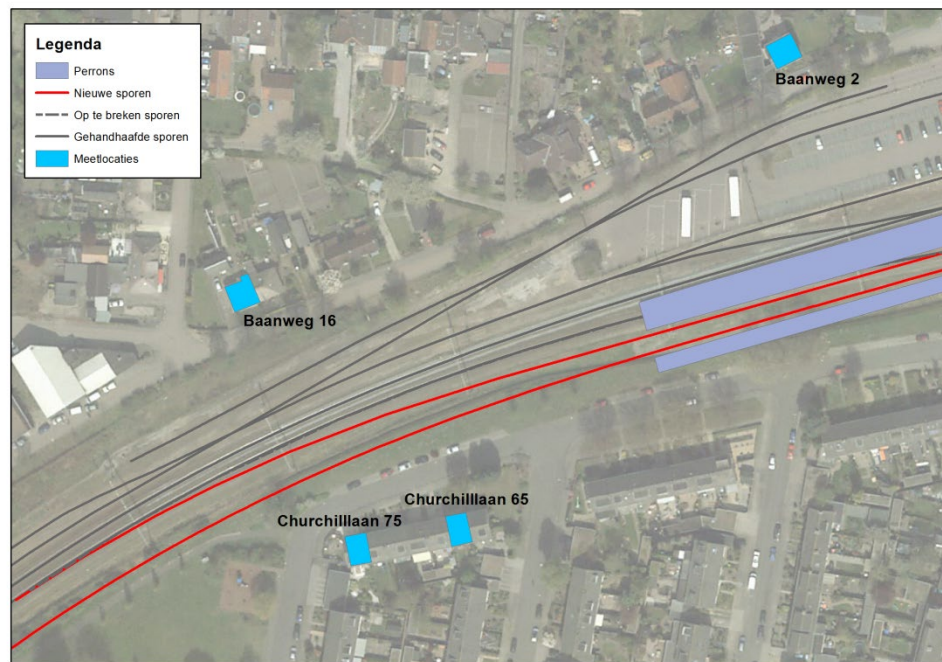 Legenda
Perrons
Nieuwe sporen
Op te breken sporen
Gehandhaafde sporen
Meetlocaties
Baanweg 2
Baanweg 16
Churchilllaan 65
Churchilllaan 75